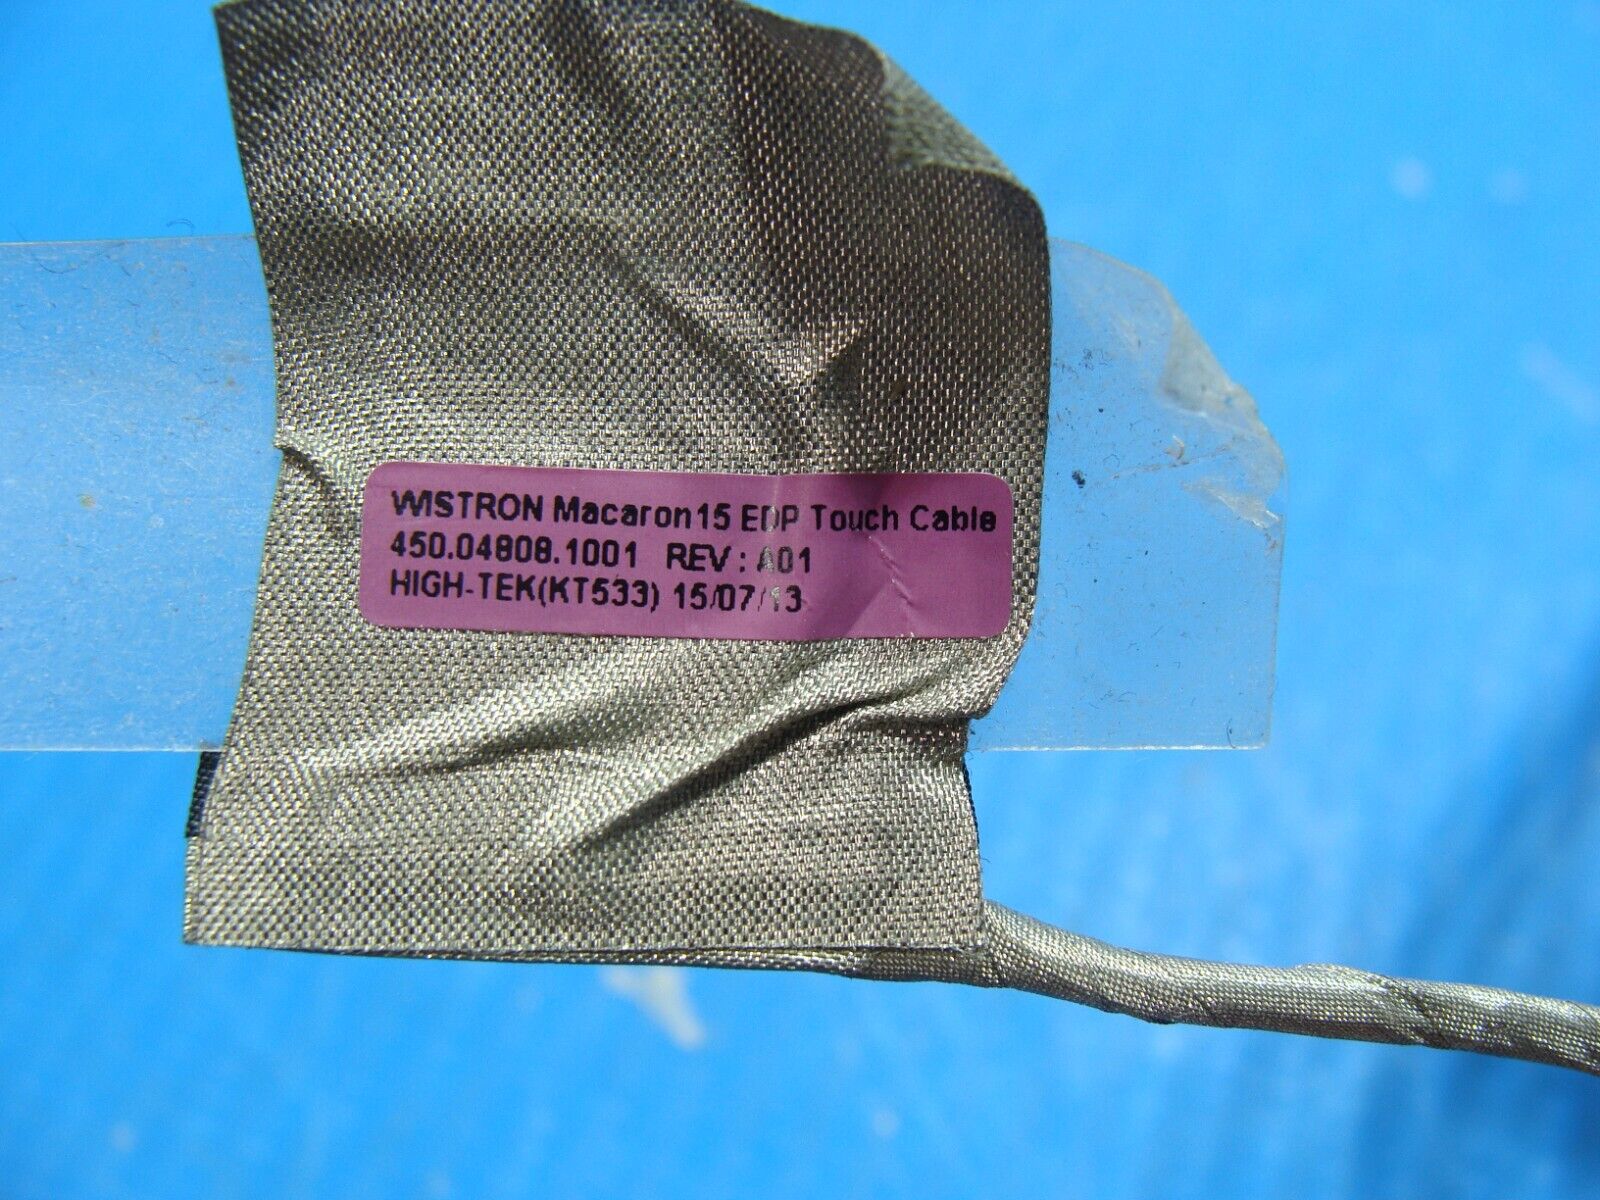 WISTRON Macaron15 EDP Touch Cable
450.04808.1001 REV : A01
HIGH-TEK(KT533) 15/07/13